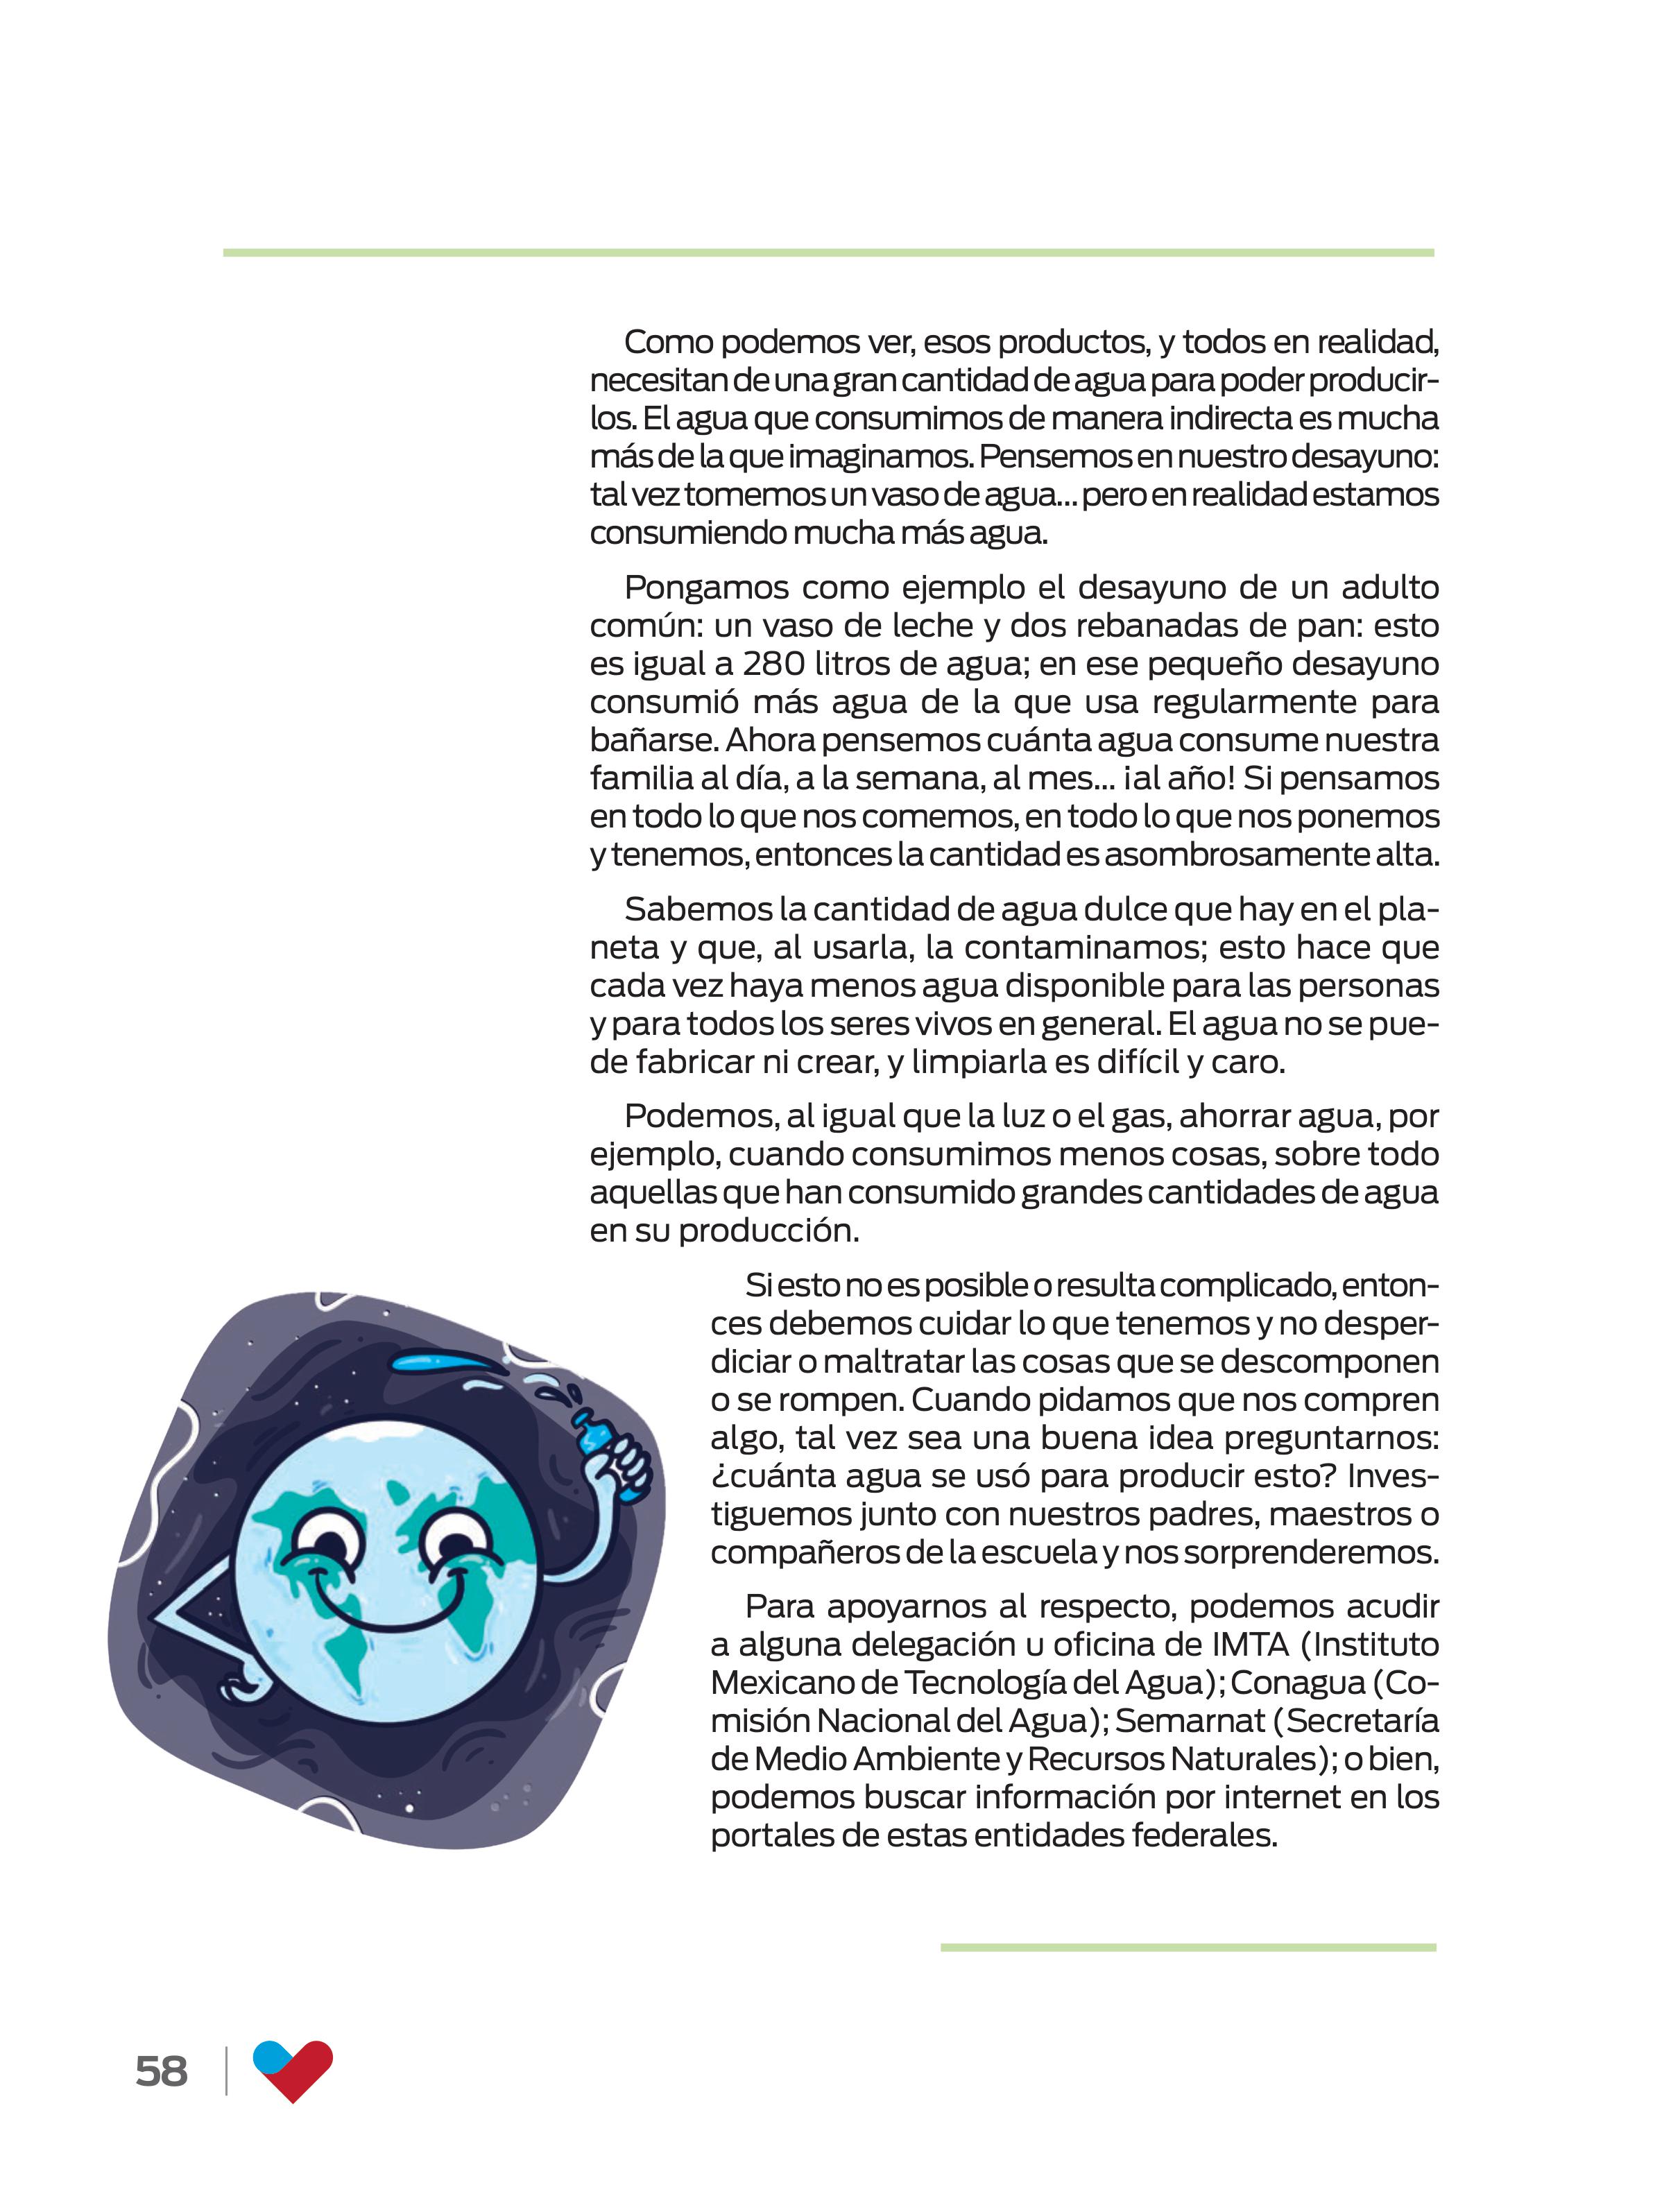 Como podemos ver, esos productos, y todos en realidad,
necesitan de una gran cantidad de agua para poder producir-
los. El agua que consumimos de manera indirecta es mucha
más de la que imaginamos. Pensemos en nuestro desayuno:
tal vez tomemos un vaso de agua... pero en realidad estamos
consumiendo mucha más agua.
Pongamos como ejemplo el desayuno de un adulto
común: un vaso de leche y dos rebanadas de pan: esto
es igual a 280 litros de agua; en ese pequeño desayuno
consumió más agua de la que usa regularmente para
bañarse. Ahora pensemos cuánta agua consume nuestra
familia al día, a la semana, al mes... ¡al año! Si pensamos
en todo lo que nos comemos, en todo lo que nos ponemos
y tenemos, entonces la cantidad es asombrosamente alta.
Sabemos la cantidad de agua dulce que hay en el pla-
neta y que, al usarla, la contaminamos; esto hace que
cada vez haya menos agua disponible para las personas
y para todos los seres vivos en general. El agua no se pue-
de fabricar ni crear, y limpiarla es difícil y caro.
Podemos, al igual que la luz o el gas, ahorrar agua, por
ejemplo, cuando consumimos menos cosas, sobre todo
aquellas que han consumido grandes cantidades de agua
en su producción.
Si esto no es posible o resulta complicado, enton-
ces debemos cuidar lo que tenemos y no desper-
diciar o maltratar las cosas que se descomponen
o se rompen. Cuando pidamos que nos compren
algo, tal vez sea una buena idea preguntarnos:
¿cuánta agua se usó para producir esto? Inves-
tiguemos junto con nuestros padres, maestros o
compañeros de la escuela y nos sorprenderemos.
Para apoyarnos al respecto, podemos acudir
a alguna delegación u oficina de IMTA (Instituto
Mexicano de Tecnología del Agua); Conagua (Co-
misión Nacional del Agua); Semarnat (Secretaría
de Medio Ambiente y Recursos Naturales); o bien,
podemos buscar información por internet en los
portales de estas entidades federales.
58